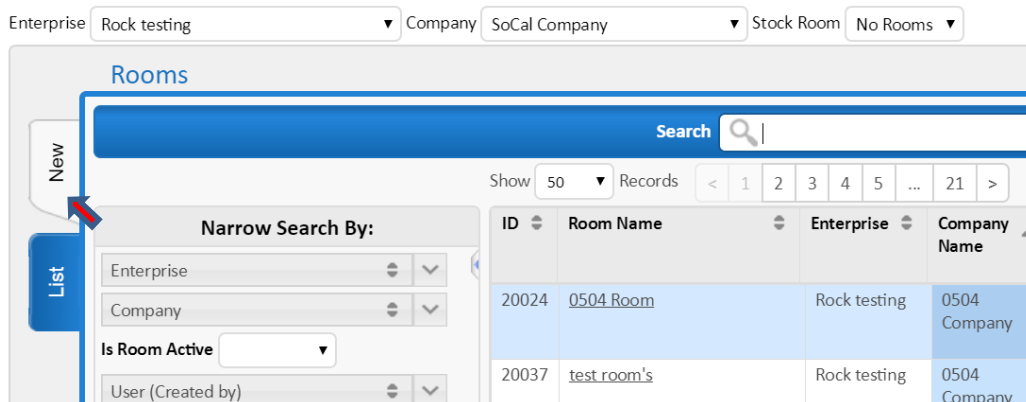 Enterprise Rock testing Company SoCal Company Stock Room No Rooms
Rooms
Search
New
Show 50 Records < 1 2 3 4 5 ... 21 >
Narrow Search By:
ID Room Name Enterprise Company Name
Enterprise
List
Company
20024 0504 Room Rock testing 0504 Company
Is Room Active
20037 test room's Rock testing 0504 Company
User (Created by)